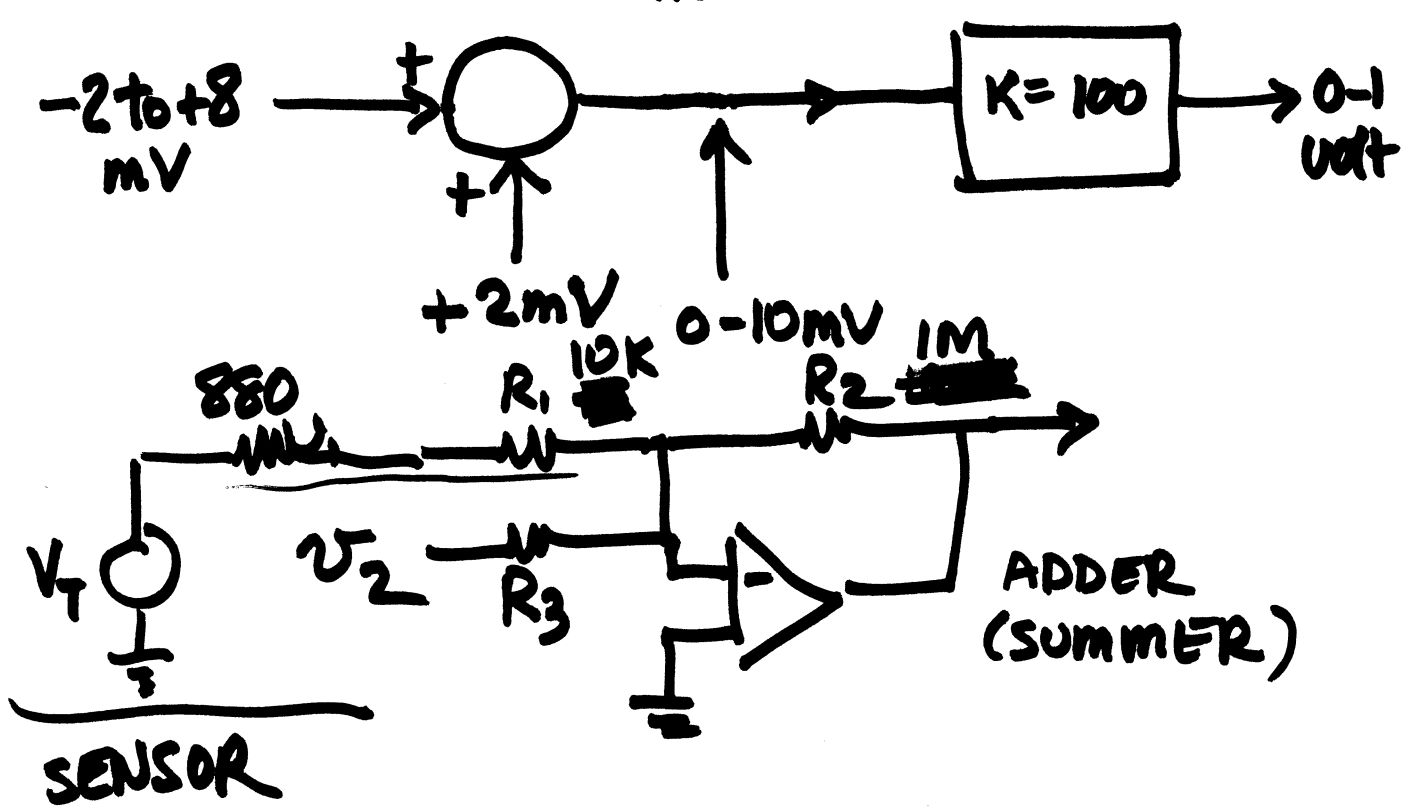 -2 to +8
mV
+
+
+2mV
0-10mV
K= 100
0-1
volt
880
R1
10K
R2
1M
VT
v2
R3
-
ADDER
(SUMMER)
SENSOR